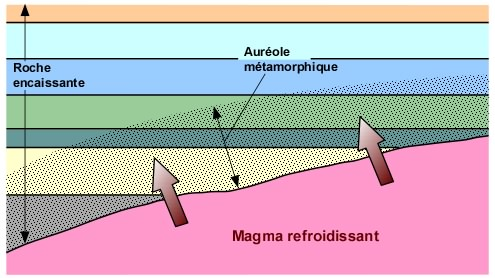 Auréole
métamorphique
Roche
encaissante
Magma refroidissant